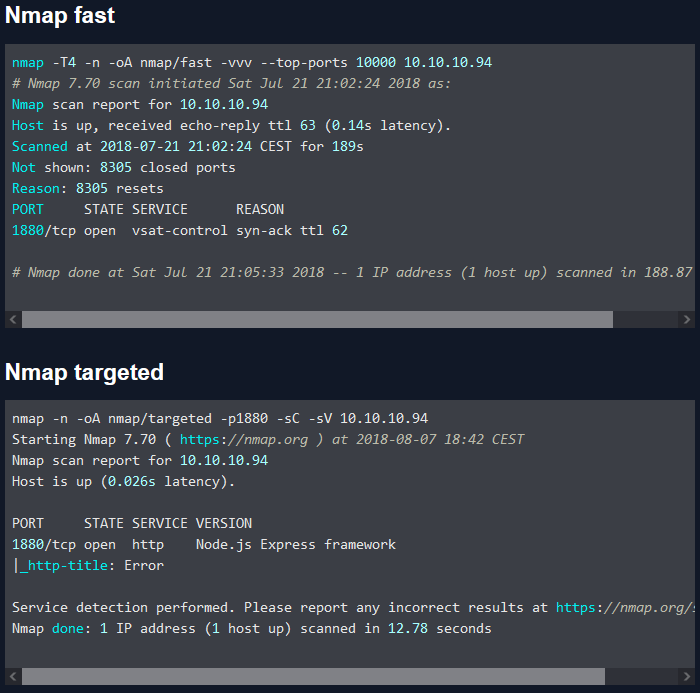 Nmap fast
nmap -T4 -n -oA nmap/fast -vvv --top-ports 10000 10.10.10.94
# Nmap 7.70 scan initiated Sat Jul 21 21:02:24 2018 as:
Nmap scan report for 10.10.10.94
Host is up, received echo-reply ttl 63 (0.14s latency).
Scanned at 2018-07-21 21:02:24 CEST for 189s
Not shown: 8305 closed ports
Reason: 8305 resets
PORT     STATE SERVICE      REASON
1880/tcp open  vsat-control syn-ack ttl 62
# Nmap done at Sat Jul 21 21:05:33 2018 -- 1 IP address (1 host up) scanned in 188.87
Nmap targeted
nmap -n -oA nmap/targeted -p1880 -sC -sV 10.10.10.94
Starting Nmap 7.70 ( https://nmap.org ) at 2018-08-07 18:42 CEST
Nmap scan report for 10.10.10.94
Host is up (0.026s latency).
PORT     STATE SERVICE VERSION
1880/tcp open  http    Node.js Express framework
|_http-title: Error
Service detection performed. Please report any incorrect results at https://nmap.org/s
Nmap done: 1 IP address (1 host up) scanned in 12.78 seconds